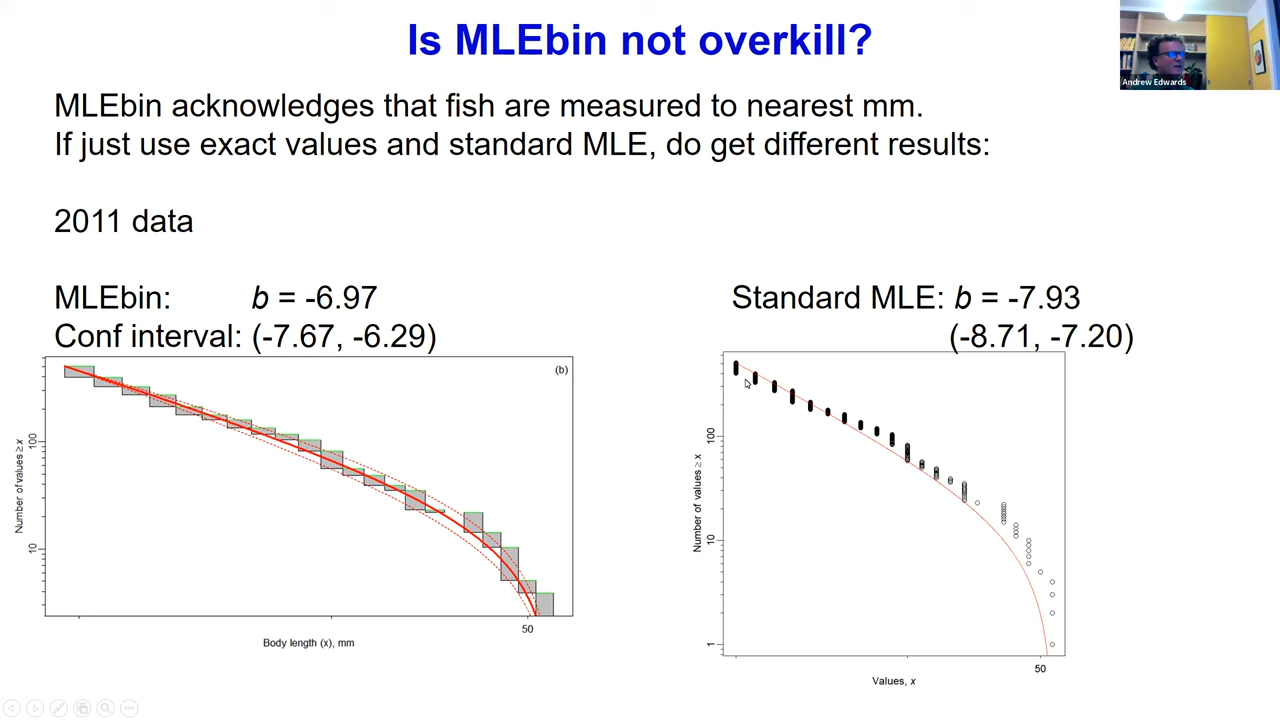 Is MLEbin not overkill?
Andrew Edwards
MLEbin acknowledges that fish are measured to nearest mm.
If just use exact values and standard MLE, do get different results:
2011 data
MLEbin: b = -6.97
Conf interval: (-7.67, -6.29)
Standard MLE: b = -7.93
(-8.71, -7.20)
(b)
Number of values ≥ x
100
10
50
Body length (x), mm
Number of values ≥ x
100
10
1
50
Values, x